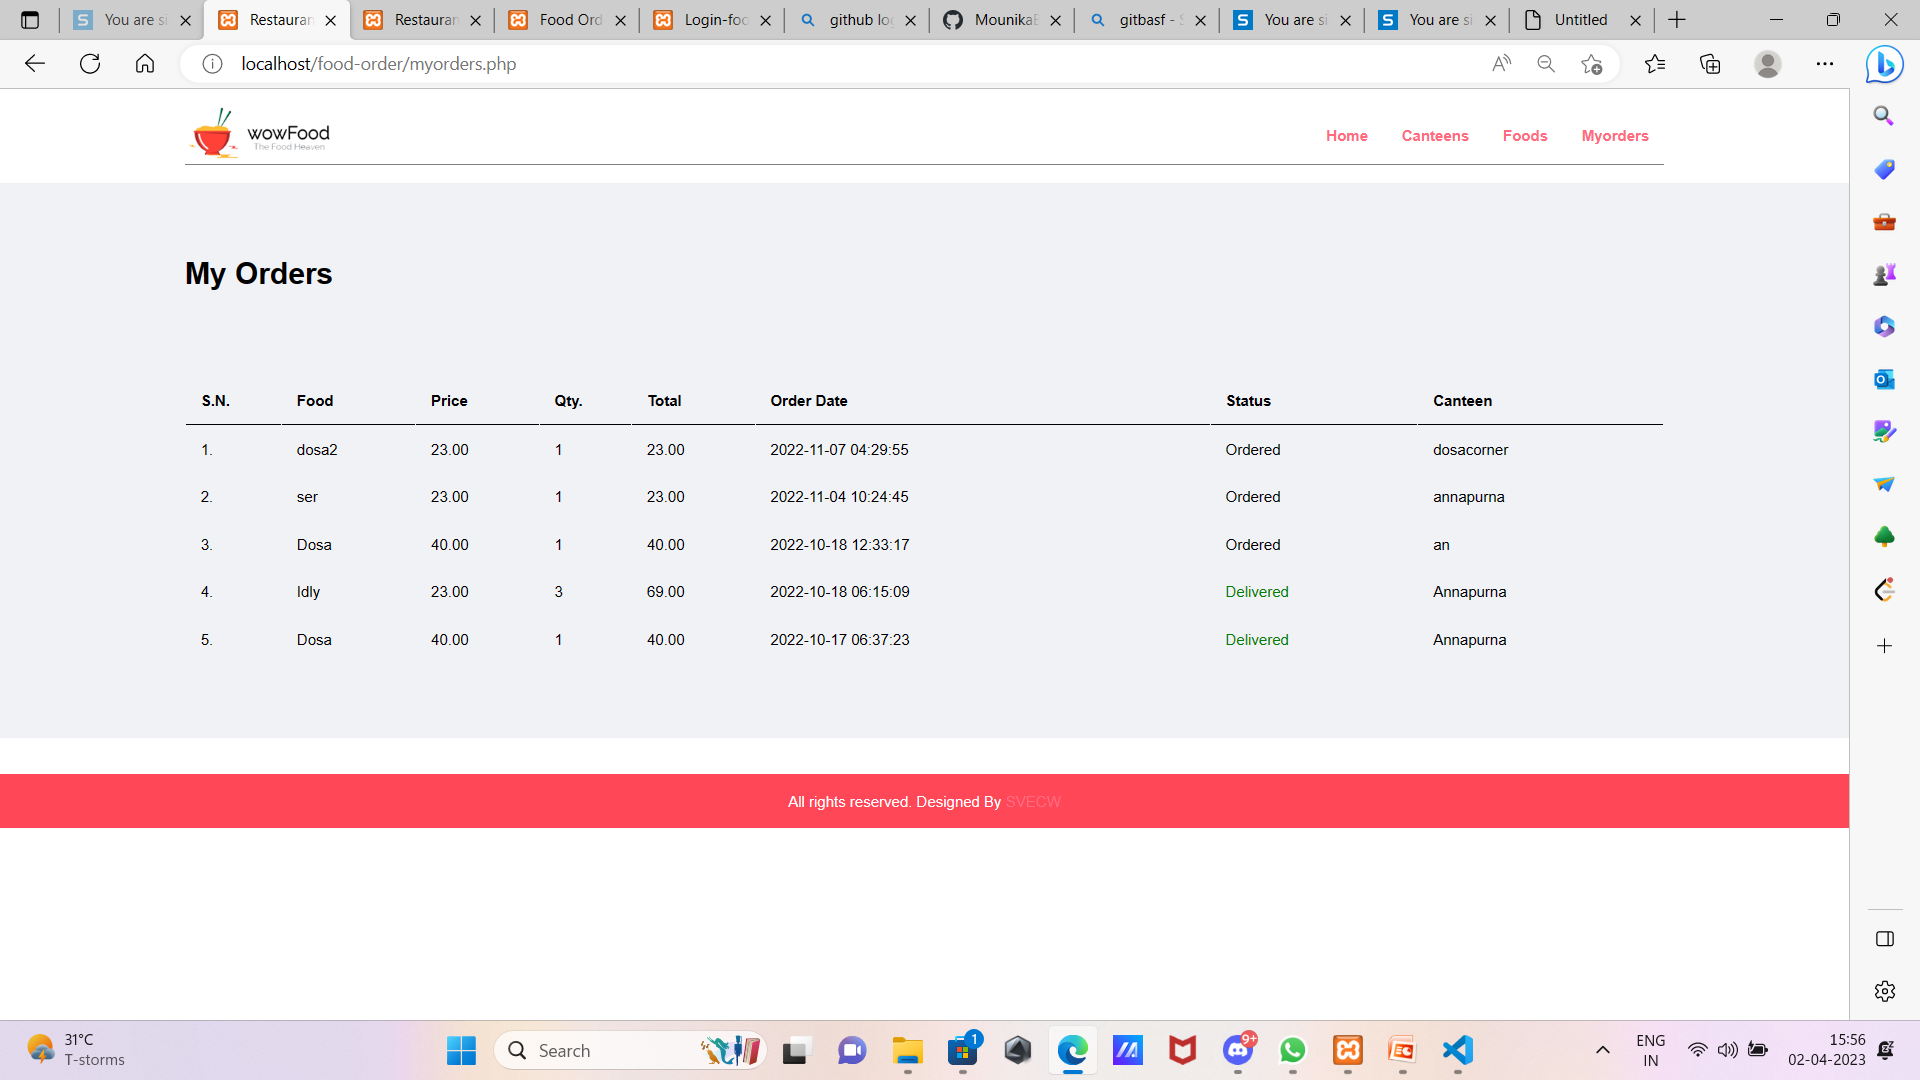 You are si
Restauran
Restauran
Food Ord
Login-foo
github log
MounikaB
gitbasf - S
You are si
You are si
Untitled
localhost/food-order/myorders.php
wowFood
The Food Heaven
Home Canteens Foods Myorders
My Orders
S.N. Food Price Qty. Total Order Date Status Canteen
1. dosa2 23.00 1 23.00 2022-11-07 04:29:55 Ordered dosacorner
2. ser 23.00 1 23.00 2022-11-04 10:24:45 Ordered annapurna
3. Dosa 40.00 1 40.00 2022-10-18 12:33:17 Ordered an
4. Idly 23.00 3 69.00 2022-10-18 06:15:09 Delivered Annapurna
5. Dosa 40.00 1 40.00 2022-10-17 06:37:23 Delivered Annapurna
All rights reserved. Designed By SVECW
31°C
T-storms
Search
1
9+
ENG
IN
15:56
02-04-2023